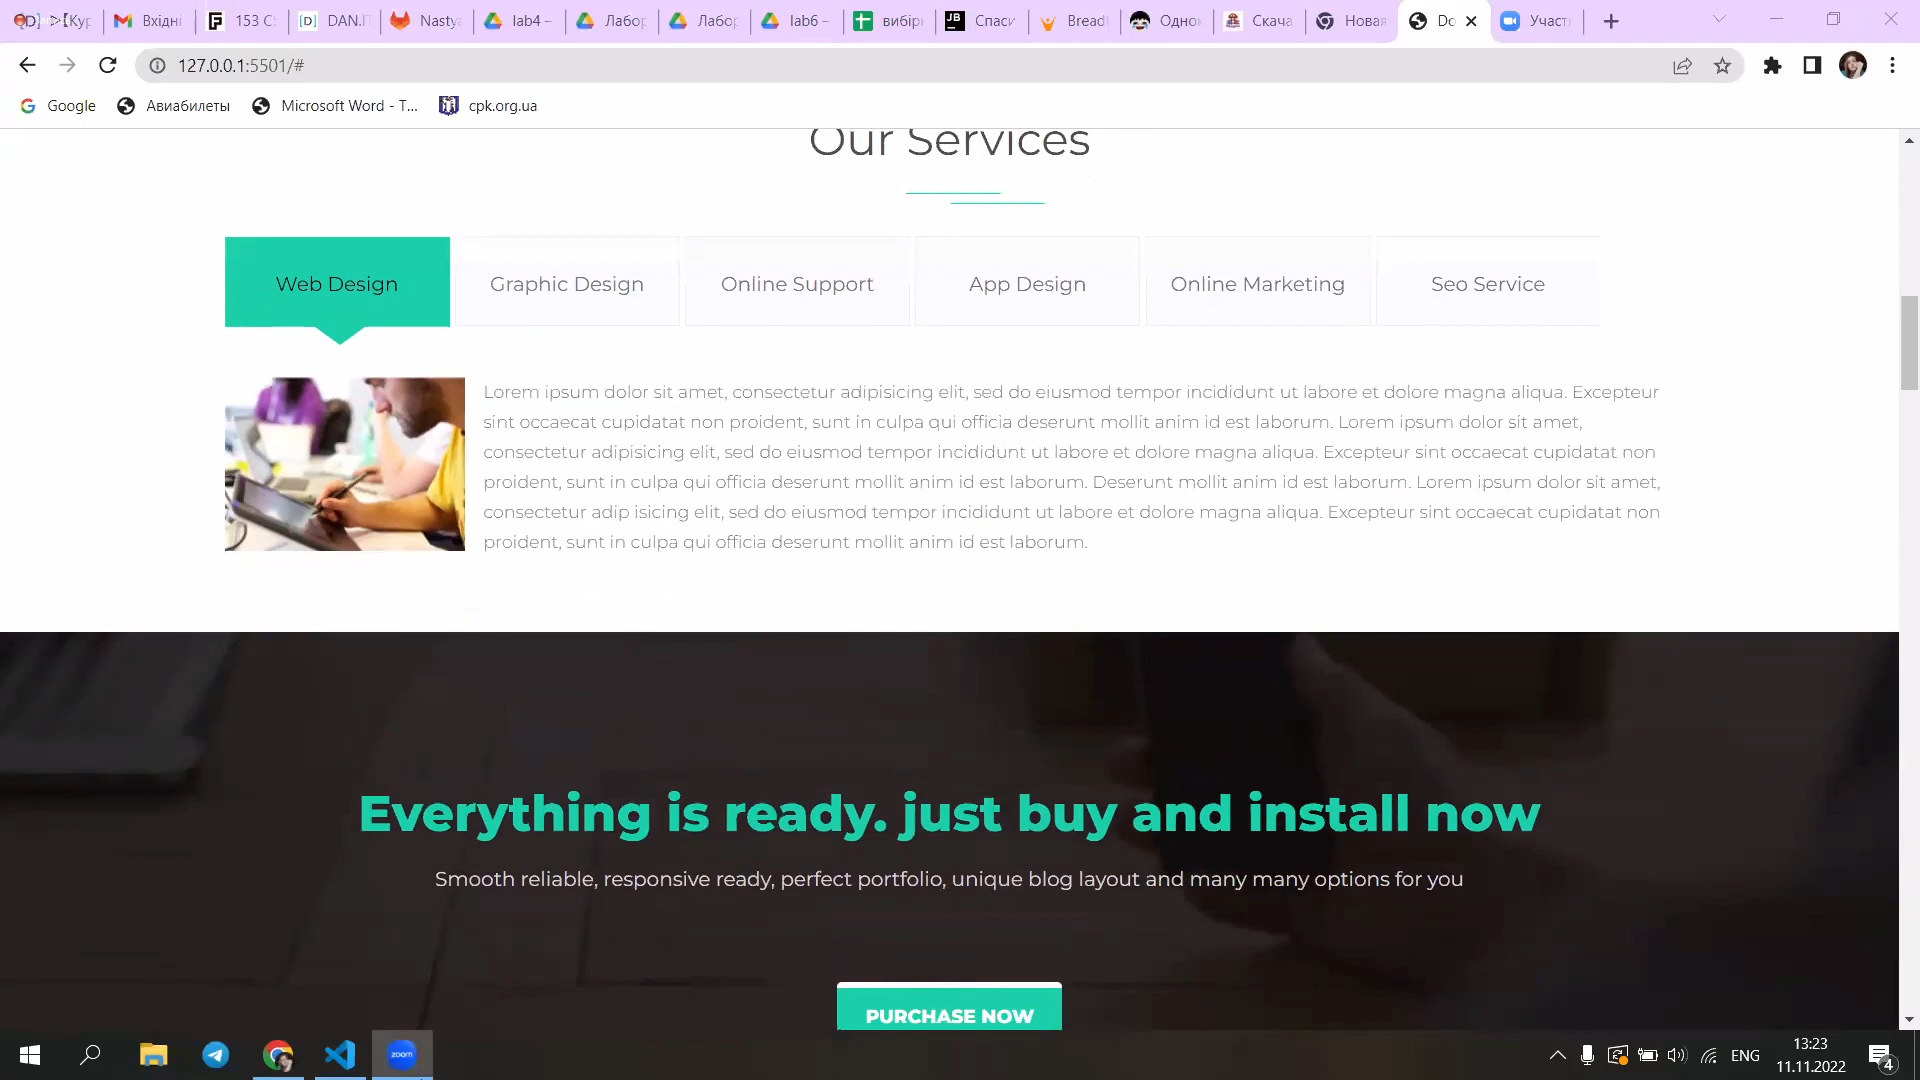 Вхідні
153 C
DAN.I
Nastya
lab4 –
Лабор
Лабор
lab6 –
вибірк
Спаси
Bread
Однок
Скача
Новая
Do
Участн
127.0.0.1:5501/#
Google
Авиабилеты
Microsoft Word - T...
cpk.org.ua
Our Services
Web Design
Graphic Design
Online Support
App Design
Online Marketing
Seo Service
Lorem ipsum dolor sit amet, consectetur adipisicing elit, sed do eiusmod tempor incididunt ut labore et dolore magna aliqua. Excepteur
sint occaecat cupidatat non proident, sunt in culpa qui officia deserunt mollit anim id est laborum. Lorem ipsum dolor sit amet,
consectetur adipisicing elit, sed do eiusmod tempor incididunt ut labore et dolore magna aliqua. Excepteur sint occaecat cupidatat non
proident, sunt in culpa qui officia deserunt mollit anim id est laborum. Deserunt mollit anim id est laborum. Lorem ipsum dolor sit amet,
consectetur adip isicing elit, sed do eiusmod tempor incididunt ut labore et dolore magna aliqua. Excepteur sint occaecat cupidatat non
proident, sunt in culpa qui officia deserunt mollit anim id est laborum.
Everything is ready. just buy and install now
Smooth reliable, responsive ready, perfect portfolio, unique blog layout and many many options for you
PURCHASE NOW
zoom
ENG
13:23
11.11.2022
4